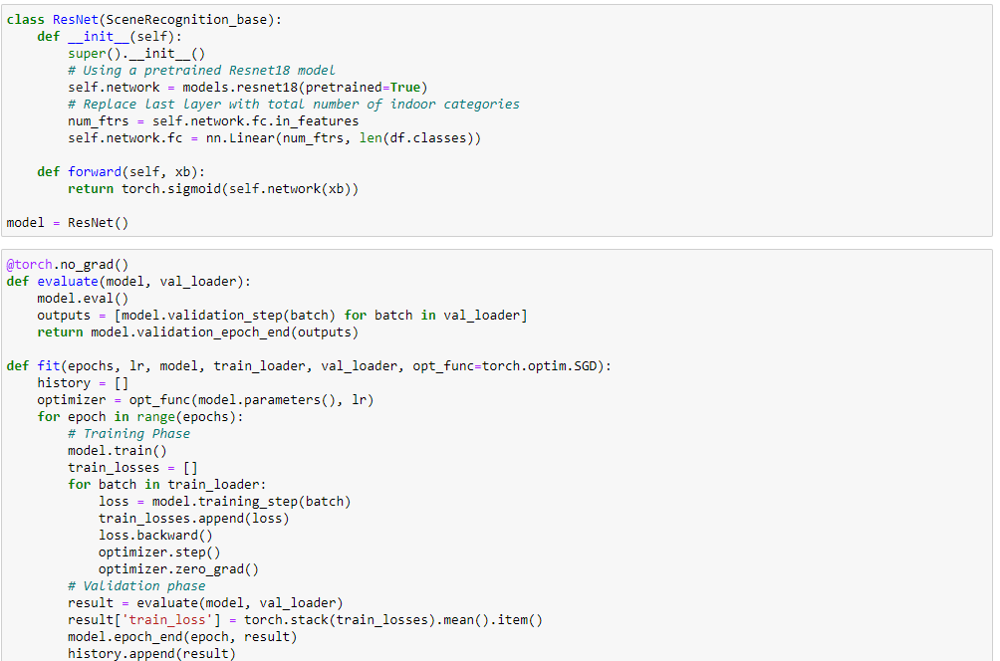 class ResNet(SceneRecognition_base):
    def __init__(self):
        super().__init__()
        # Using a pretrained Resnet18 model
        self.network = models.resnet18(pretrained=True)
        # Replace last layer with total number of indoor categories
        num_ftrs = self.network.fc.in_features
        self.network.fc = nn.Linear(num_ftrs, len(df.classes))

    def forward(self, xb):
        return torch.sigmoid(self.network(xb))

model = ResNet()

@torch.no_grad()
def evaluate(model, val_loader):
    model.eval()
    outputs = [model.validation_step(batch) for batch in val_loader]
    return model.validation_epoch_end(outputs)

def fit(epochs, lr, model, train_loader, val_loader, opt_func=torch.optim.SGD):
    history = []
    optimizer = opt_func(model.parameters(), lr)
    for epoch in range(epochs):
        # Training Phase
        model.train()
        train_losses = []
        for batch in train_loader:
            loss = model.training_step(batch)
            train_losses.append(loss)
            loss.backward()
            optimizer.step()
            optimizer.zero_grad()
        # Validation phase
        result = evaluate(model, val_loader)
        result['train_loss'] = torch.stack(train_losses).mean().item()
        model.epoch_end(epoch, result)
        history.append(result)